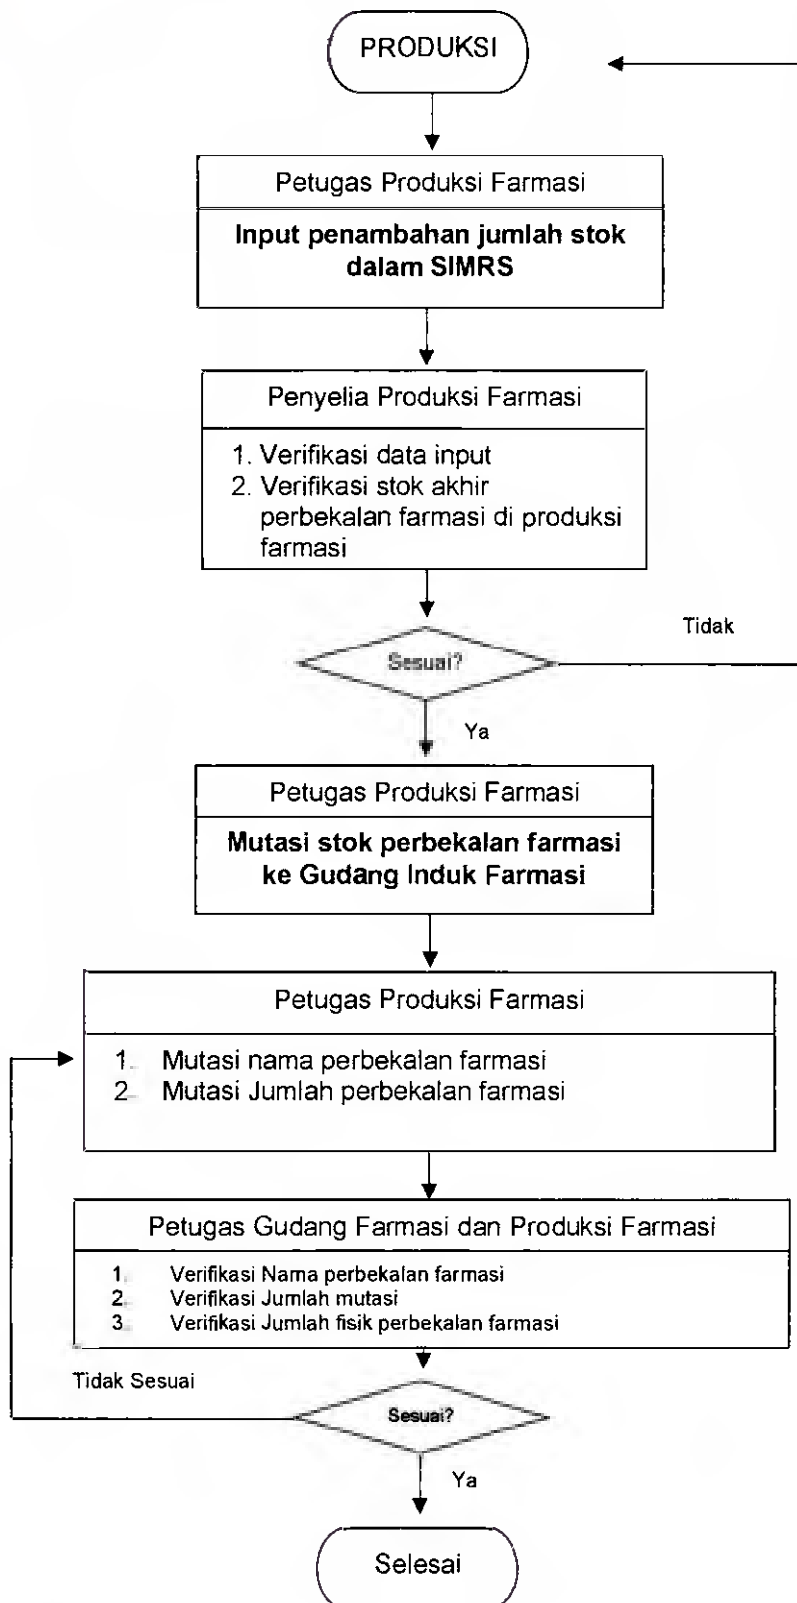 PRODUKSI
Petugas Produksi Farmasi
Input penambahan jumlah stok
dalam SIMRS
Penyelia Produksi Farmasi
1. Verifikasi data input
2. Verifikasi stok akhir
perbekalan farmasi di produksi
farmasi
Tidak
Sesuai?
Ya
Petugas Produksi Farmasi
Mutasi stok perbekalan farmasi
ke Gudang Induk Farmasi
Petugas Produksi Farmasi
1. Mutasi nama perbekalan farmasi
2. Mutasi Jumlah perbekalan farmasi
Petugas Gudang Farmasi dan Produksi Farmasi
1. Verifikasi Nama perbekalan farmasi
2. Verifikasi Jumlah mutasi
3. Verifikasi Jumlah fisik perbekalan farmasi
Tidak Sesuai
Sesuai?
Ya
Selesai